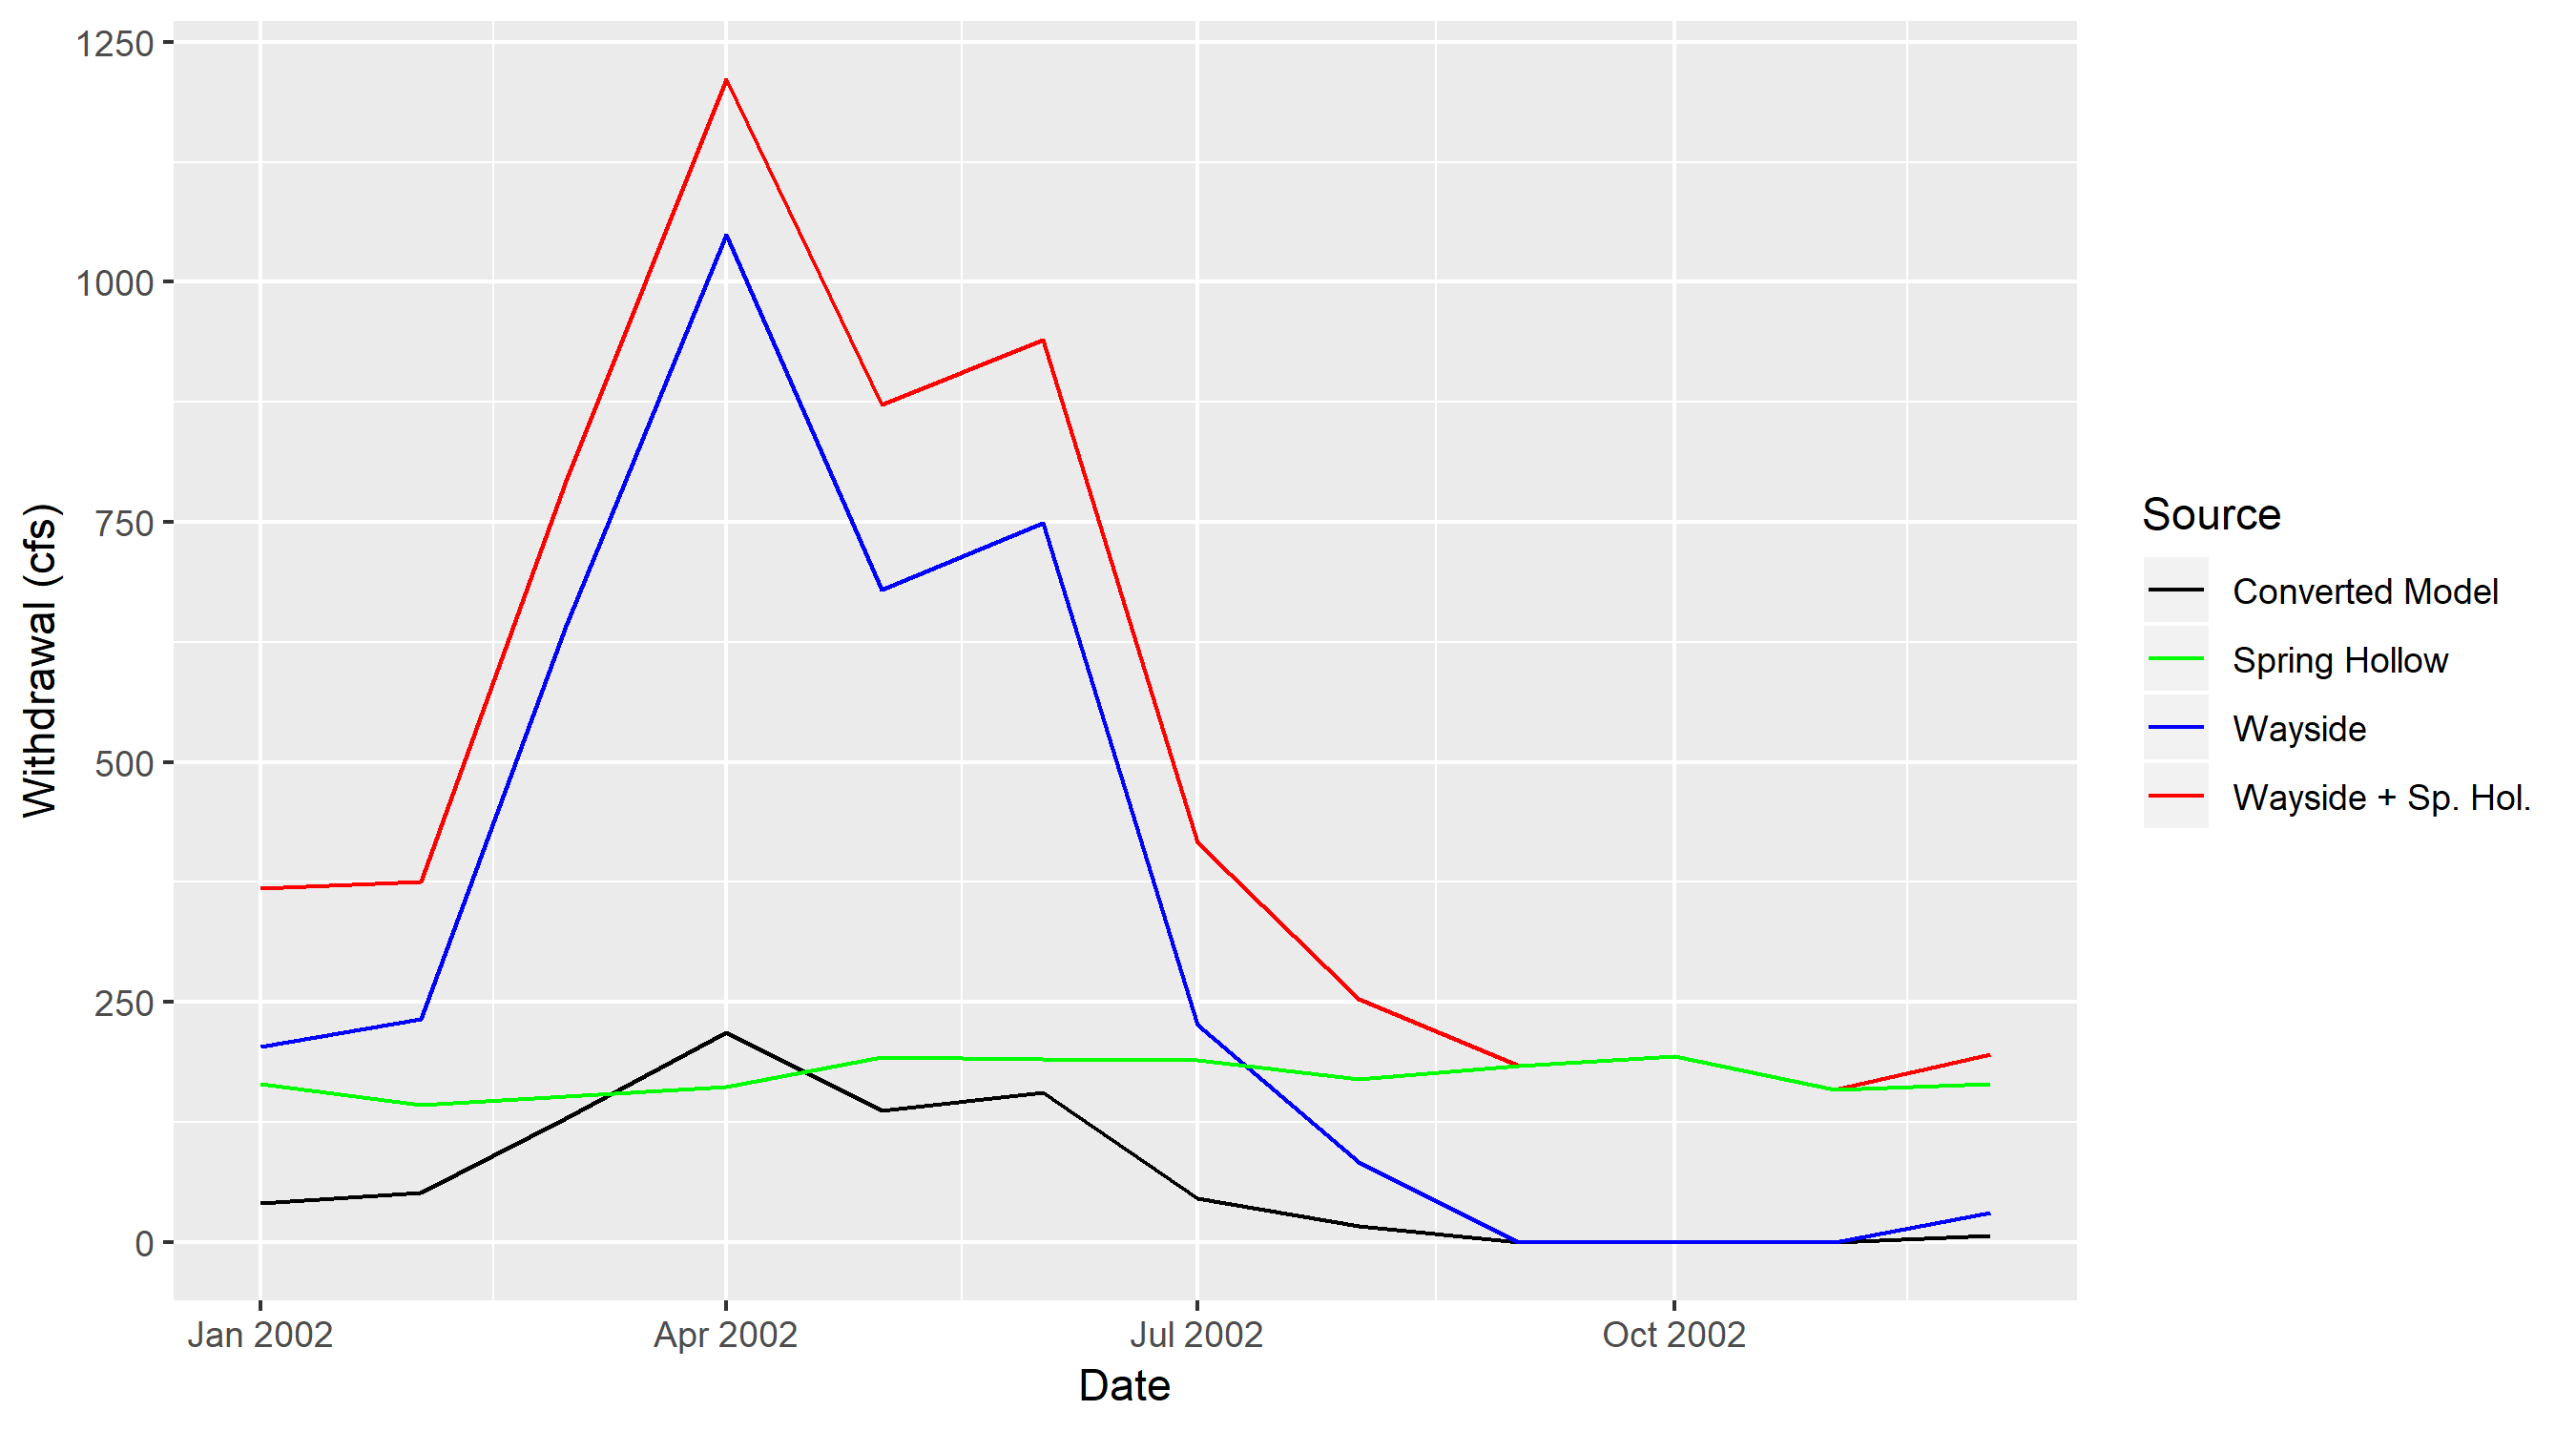 1250
1000
750
500
250
0
Withdrawal (cfs)
Jan 2002
Apr 2002
Jul 2002
Oct 2002
Date
Source
Converted Model
Spring Hollow
Wayside
Wayside + Sp. Hol.